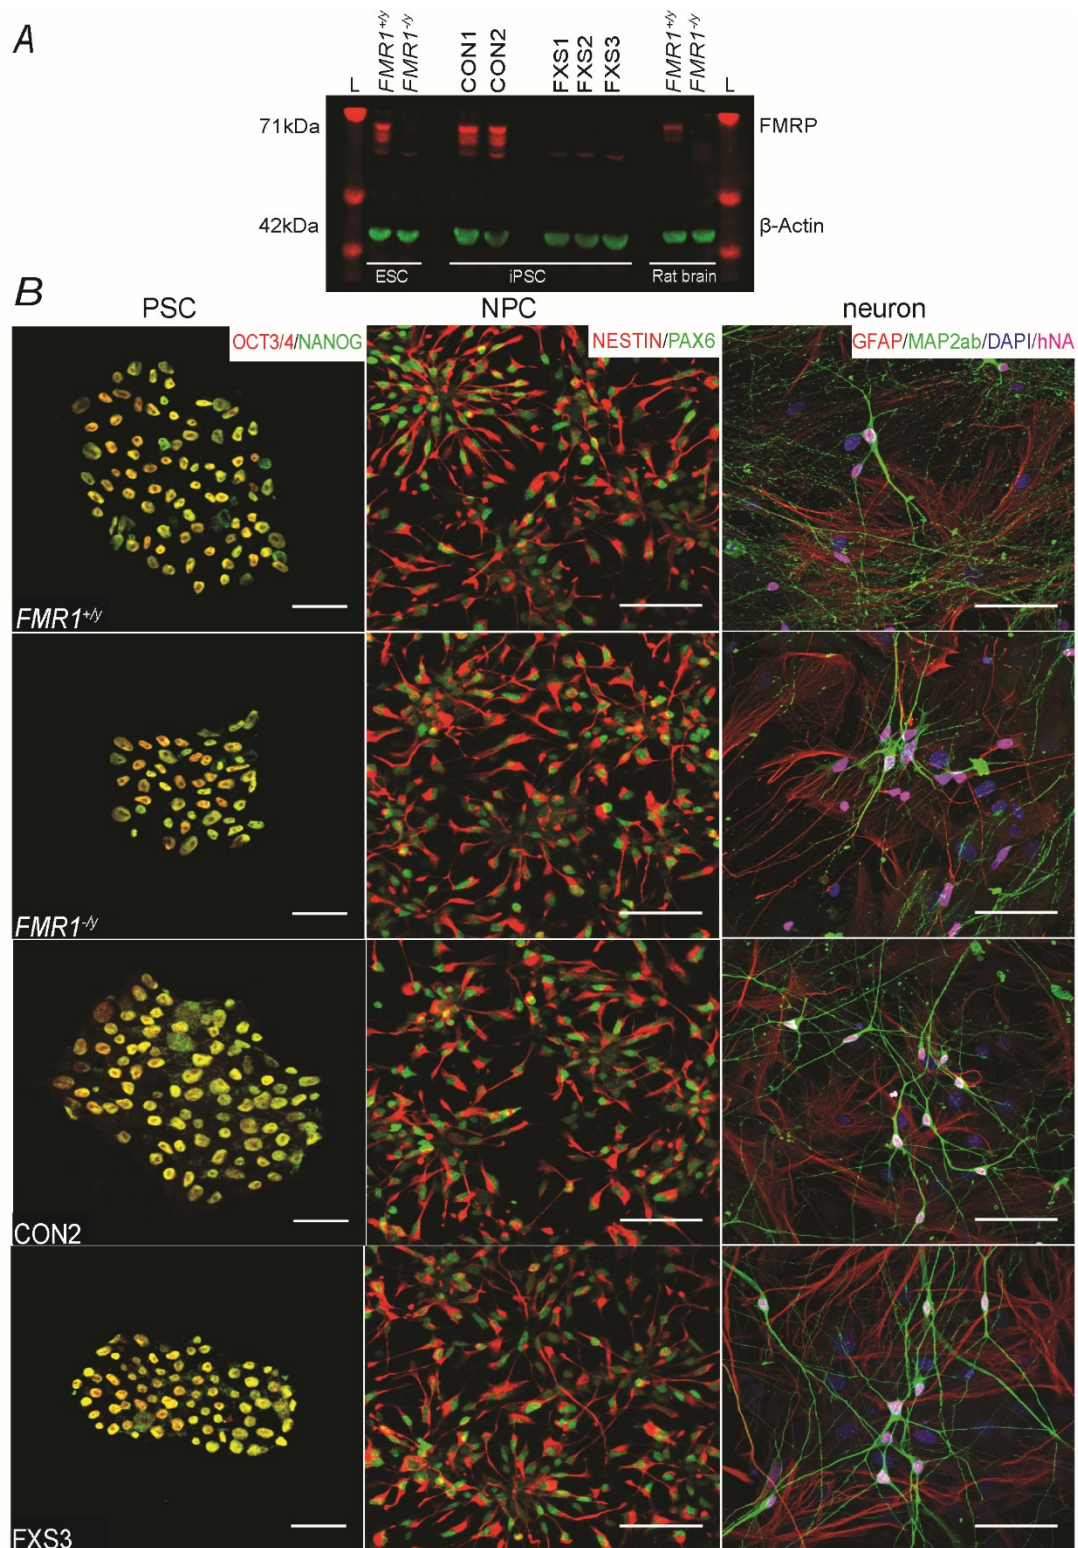 A
L
FMR1+/y
FMR1-/y
CON1
CON2
FXS1
FXS2
FXS3
FMR1+/y
FMR1-/y
L
71kDa
FMRP
42kDa
β-Actin
ESC
iPSC
Rat brain
B
PSC
NPC
neuron
OCT3/4/NANOG
NESTIN/PAX6
GFAP/MAP2ab/DAPI/hNA
FMR1+/y
FMR1-/y
CON2
FXS3